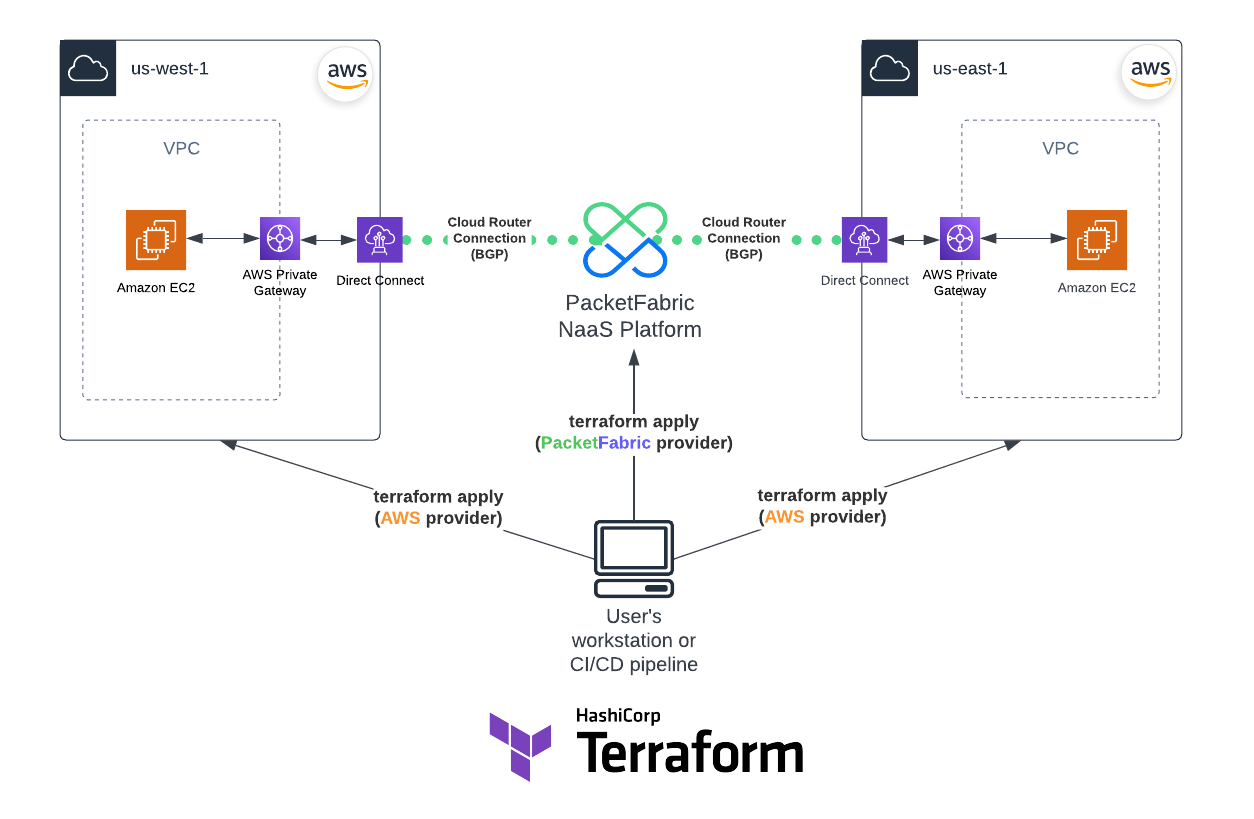 us-west-1
aws
us-east-1
aws
VPC
VPC
Amazon EC2
AWS Private
Gateway
Direct Connect
Cloud Router
Connection
(BGP)
PacketFabric
NaaS Platform
Cloud Router
Connection
(BGP)
Direct Connect
AWS Private
Gateway
Amazon EC2
terraform apply
(PacketFabric provider)
terraform apply
(AWS provider)
terraform apply
(AWS provider)
User's
workstation or
CI/CD pipeline
HashiCorp
Terraform